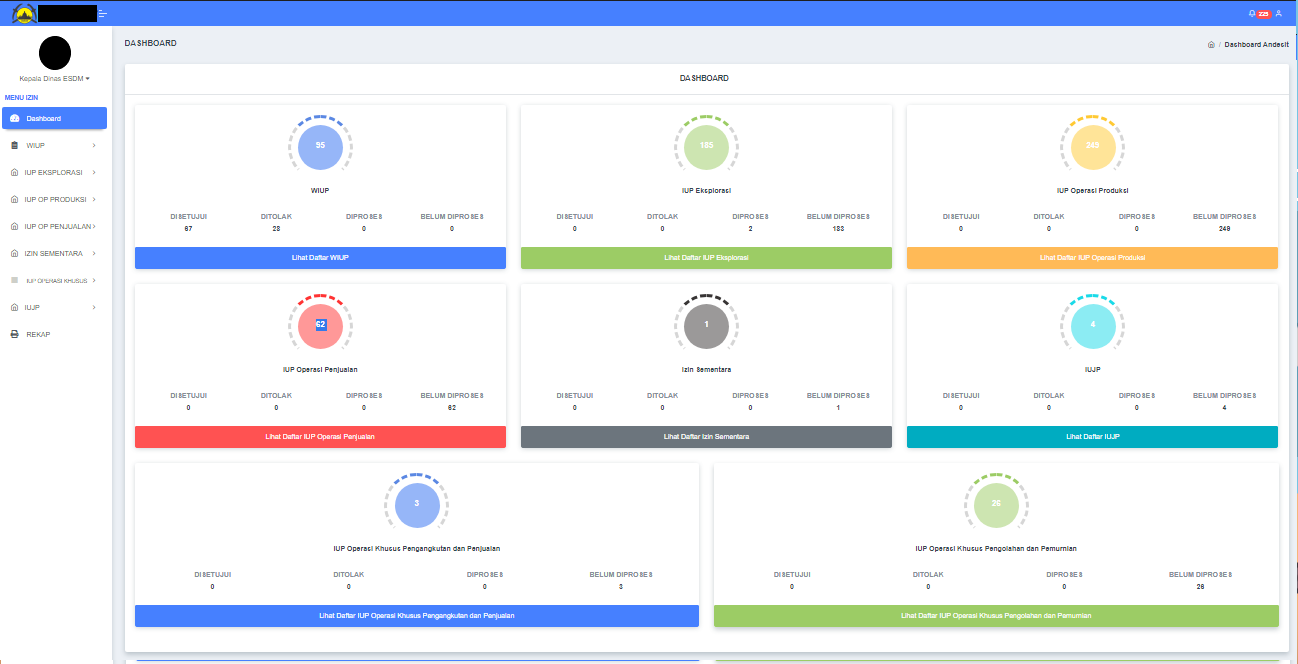 225
Kepala Dinas ESDM
MENU IZIN
Dashboard
WIUP
IUP EKSPLORASI
IUP OP PRODUKSI
IUP OP PENJUALAN
IZIN SEMENTARA
IUP OPERASI KHUSUS
IUJP
REKAP
DASHBOARD
/ Dashboard Andasit
DASHBOARD
95
WIUP
DISETUJUI DITOLAK DIPROSES BELUM DIPROSES
67 28 0 0
Lihat Daftar WIUP
185
IUP Eksplorasi
DISETUJUI DITOLAK DIPROSES BELUM DIPROSES
0 0 2 183
Lihat Daftar IUP Eksplorasi
249
IUP Operasi Produksi
DISETUJUI DITOLAK DIPROSES BELUM DIPROSES
0 0 0 249
Lihat Daftar IUP Operasi Produksi
62
IUP Operasi Penjualan
DISETUJUI DITOLAK DIPROSES BELUM DIPROSES
0 0 0 62
Lihat Daftar IUP Operasi Penjualan
1
Izin Sementara
DISETUJUI DITOLAK DIPROSES BELUM DIPROSES
0 0 0 1
Lihat Daftar Izin Sementara
4
IUJP
DISETUJUI DITOLAK DIPROSES BELUM DIPROSES
0 0 0 4
Lihat Daftar IUJP
3
IUP Operasi Khusus Pengangkutan dan Penjualan
DISETUJUI DITOLAK DIPROSES BELUM DIPROSES
0 0 0 3
Lihat Daftar IUP Operasi Khusus Pengangkutan dan Penjualan
26
IUP Operasi Khusus Pengolahan dan Pemurnian
DISETUJUI DITOLAK DIPROSES BELUM DIPROSES
0 0 0 26
Lihat Daftar IUP Operasi Khusus Pengolahan dan Pemurnian